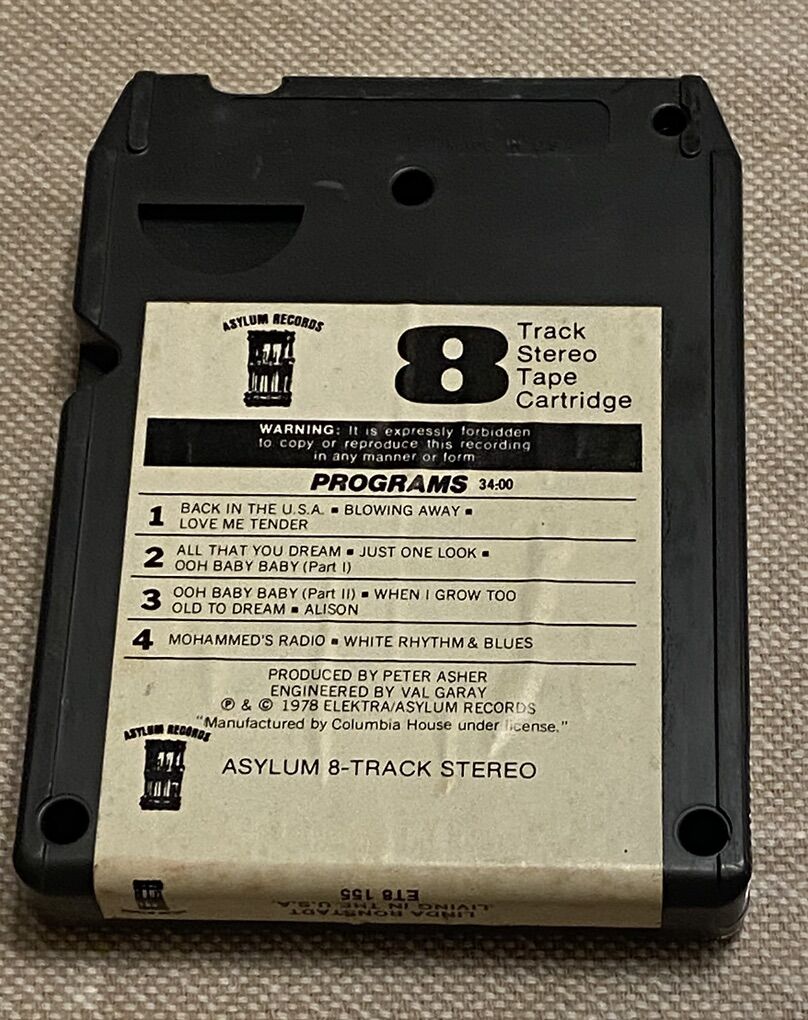 ASYLUM RECORDS
8 Track
Stereo
Tape
Cartridge
WARNING: It is expressly forbidden
to copy or reproduce this recording
in any manner or form
PROGRAMS 34:00
1 BACK IN THE U.S.A. ▪ BLOWING AWAY ▪
LOVE ME TENDER
2 ALL THAT YOU DREAM ▪ JUST ONE LOOK ▪
OOH BABY BABY (Part I)
3 OOH BABY BABY (Part II) ▪ WHEN I GROW TOO
OLD TO DREAM ▪ ALISON
4 MOHAMMED'S RADIO ▪ WHITE RHYTHM & BLUES
PRODUCED BY PETER ASHER
ENGINEERED BY VAL GARAY
℗ & © 1978 ELEKTRA/ASYLUM RECORDS
"Manufactured by Columbia House under license."
ASYLUM RECORDS
ASYLUM 8-TRACK STEREO
LINDA RONSTADT
LIVING IN THE U.S.A.
ET8 155